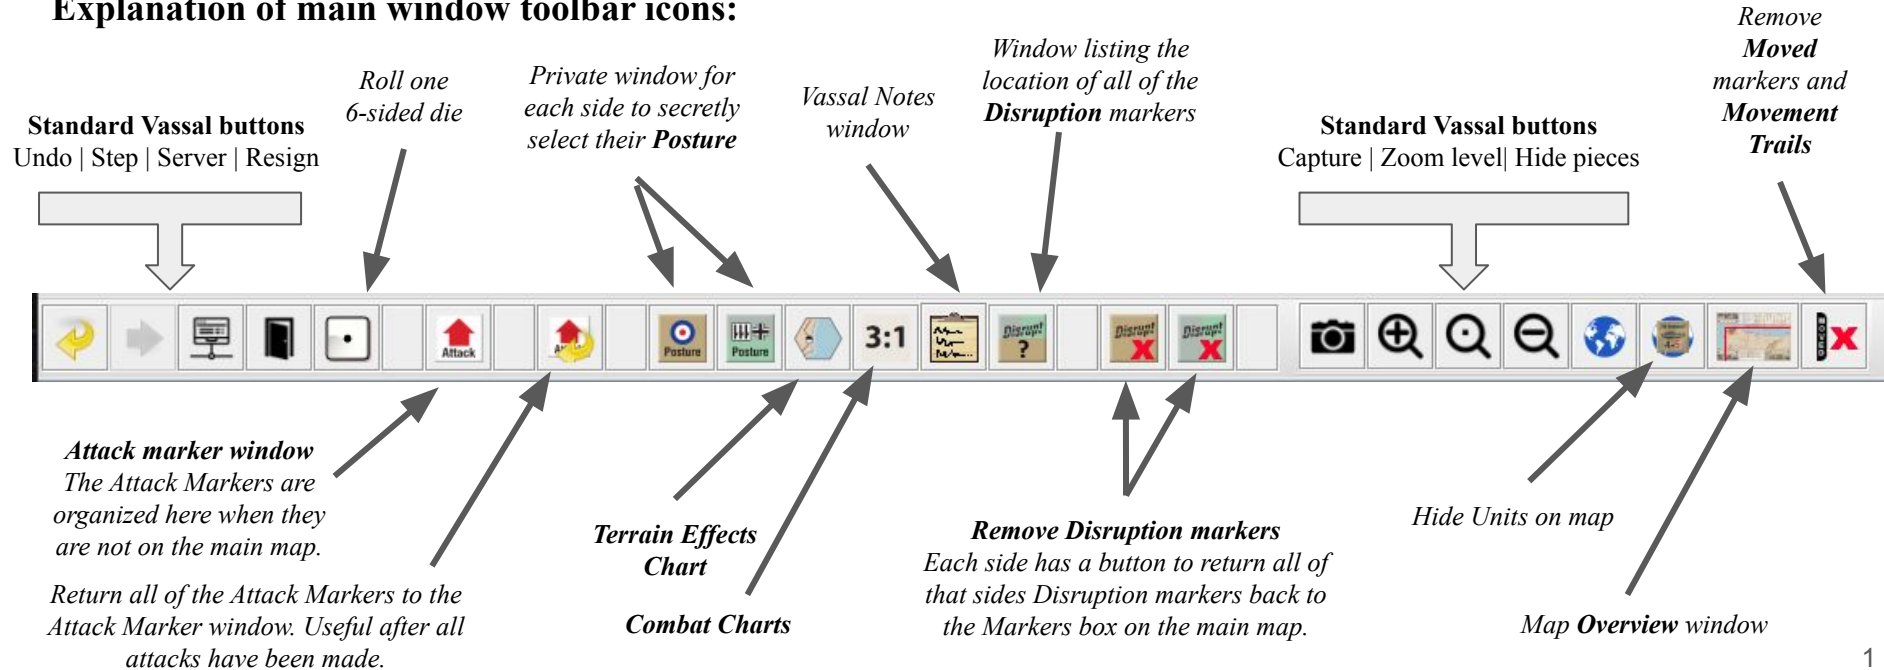 Explanation of main window toolbar icons:
Standard Vassal buttons
Undo | Step | Server | Resign
Roll one
6-sided die
Private window for
each side to secretly
select their Posture
Vassal Notes
window
Window listing the
location of all of the
Disruption markers
Standard Vassal buttons
Capture | Zoom level| Hide pieces
Remove
Moved
markers and
Movement
Trails
Attack
Posture
Posture
3:1
Disrupt
?
Disrupt
X
Disrupt
X
MOVED
X
Attack marker window
The Attack Markers are
organized here when they
are not on the main map.
Return all of the Attack Markers to the
Attack Marker window. Useful after all
attacks have been made.
Terrain Effects
Chart
Combat Charts
Remove Disruption markers
Each side has a button to return all of
that sides Disruption markers back to
the Markers box on the main map.
Hide Units on map
Map Overview window
1